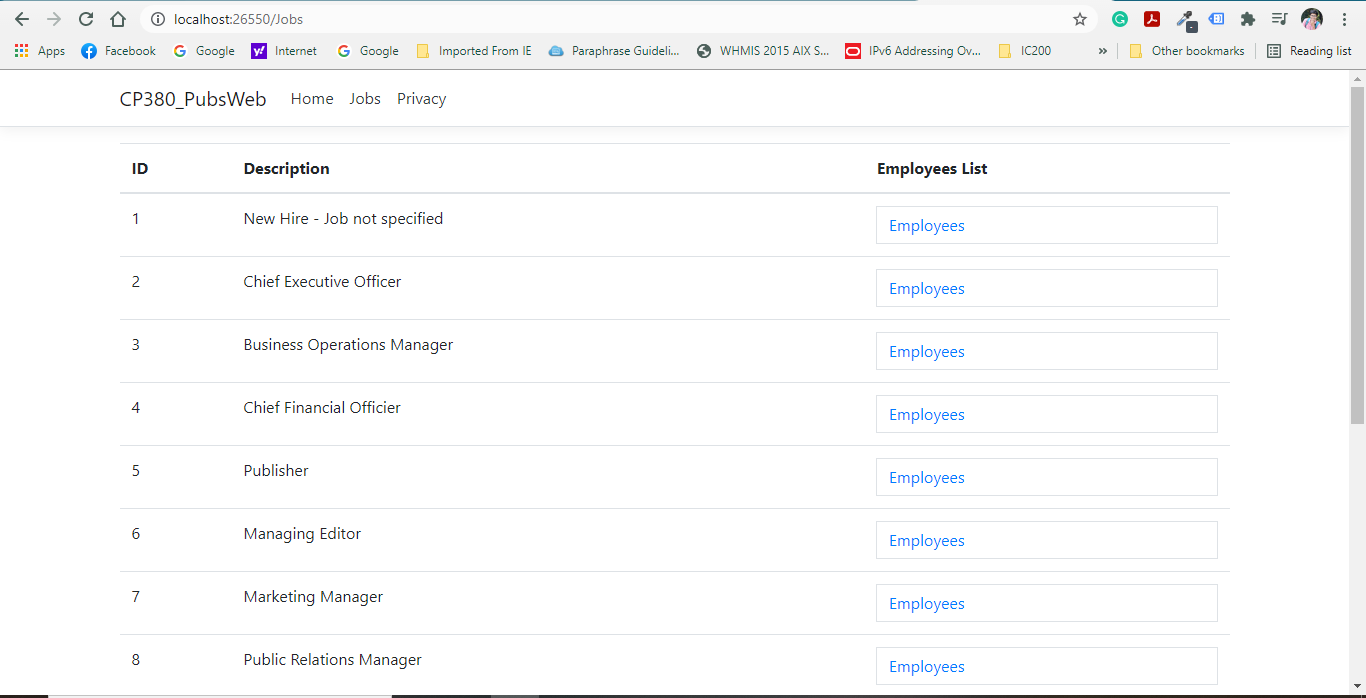 localhost:26550/Jobs
Apps Facebook Google Internet Google Imported From IE Paraphrase Guideli... WHMIS 2015 AIX S... IPv6 Addressing Ov... IC200 » Other bookmarks Reading list
CP380_PubsWeb Home Jobs Privacy
ID Description Employees List
1 New Hire - Job not specified Employees
2 Chief Executive Officer Employees
3 Business Operations Manager Employees
4 Chief Financial Officier Employees
5 Publisher Employees
6 Managing Editor Employees
7 Marketing Manager Employees
8 Public Relations Manager Employees